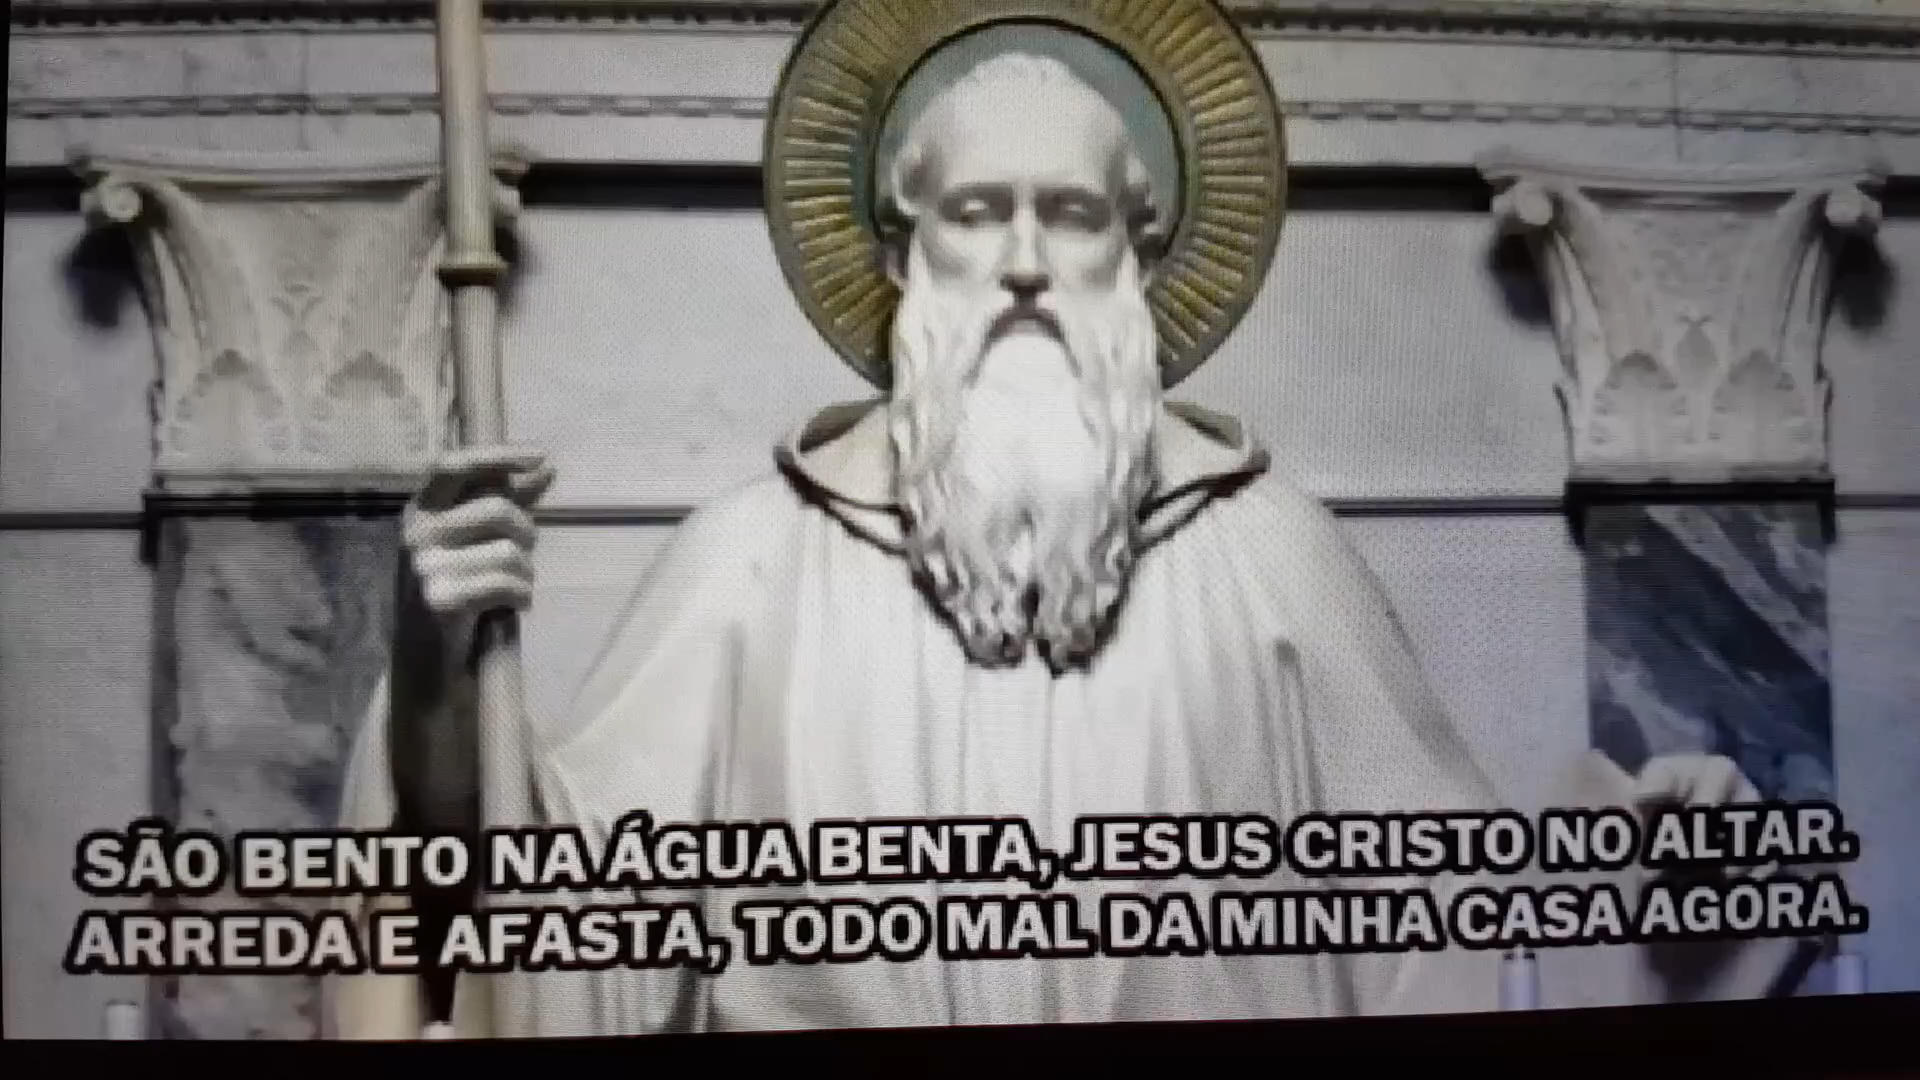 SÃO BENTO NA ÁGUA BENTA, JESUS CRISTO NO ALTAR.
ARREDA E AFASTA, TODO MAL DA MINHA CASA AGORA.